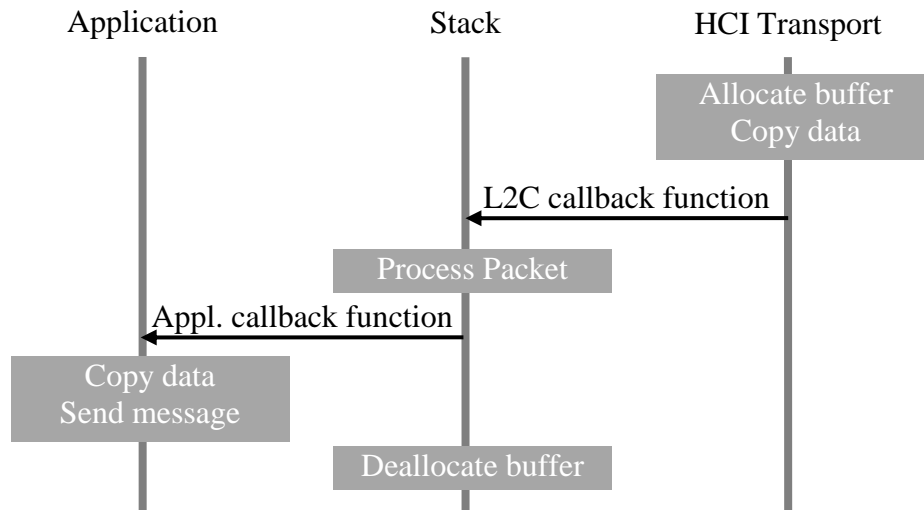 Application
Stack
HCI Transport
Allocate buffer
Copy data
L2C callback function
Process Packet
Appl. callback function
Copy data
Send message
Deallocate buffer